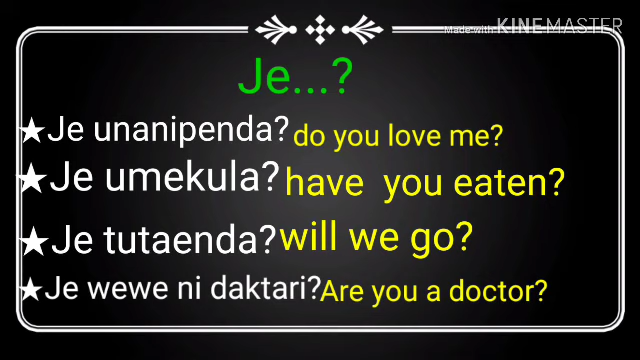 Made with KINEMASTER
Je...?
★Je unanipenda? do you love me?
★Je umekula? have you eaten?
★Je tutaenda? will we go?
★Je wewe ni daktari? Are you a doctor?